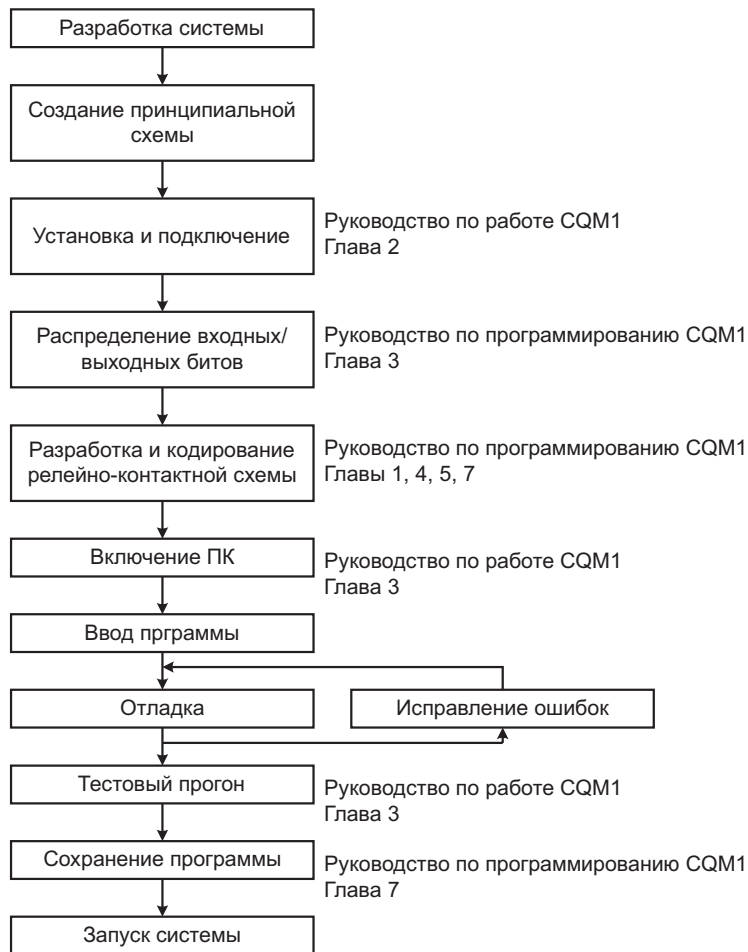 Разработка системы
Создание принципиальной
схемы
Установка и подключение
Руководство по работе CQM1
Глава 2
Распределение входных/
выходных битов
Руководство по программированию CQM1
Глава 3
Разработка и кодирование
релейно-контактной схемы
Руководство по программированию CQM1
Главы 1, 4, 5, 7
Включение ПК
Руководство по работе CQM1
Глава 3
Ввод прграммы
Отладка
Исправление ошибок
Тестовый прогон
Руководство по работе CQM1
Глава 3
Сохранение программы
Руководство по программированию CQM1
Глава 7
Запуск системы